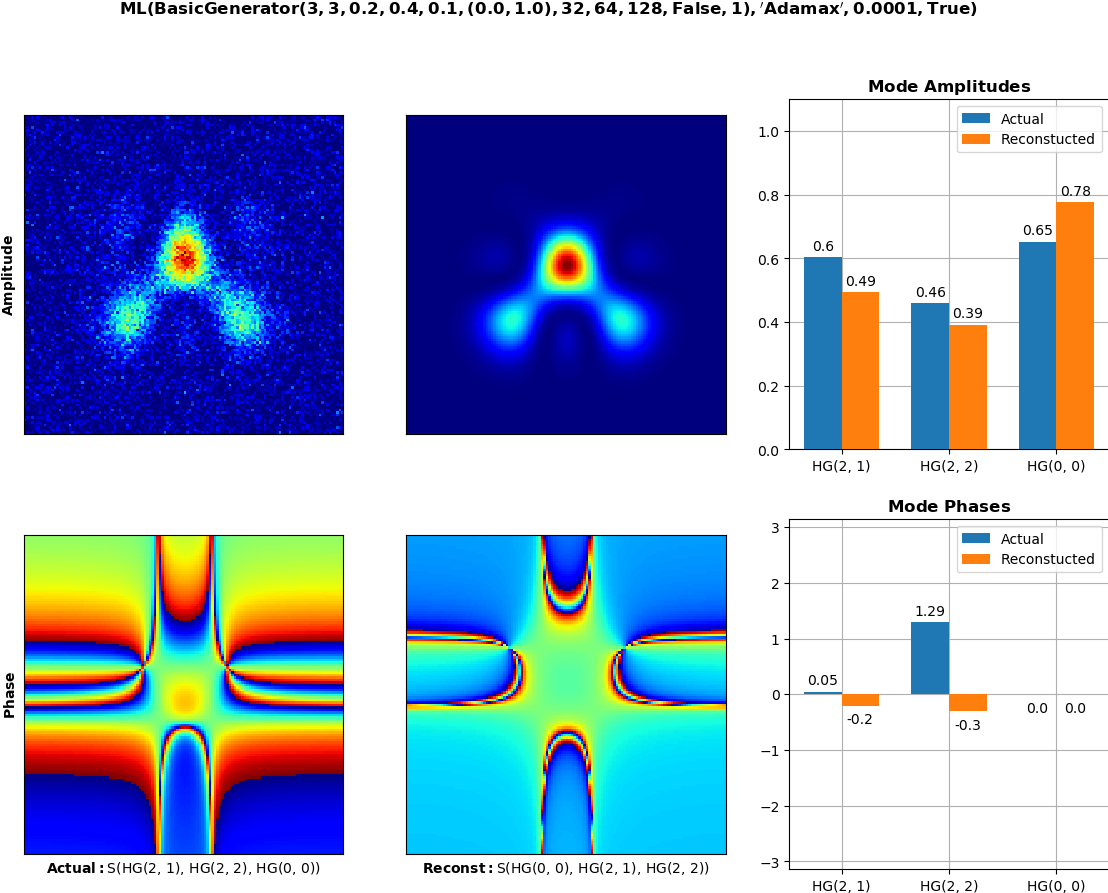 ML(BasicGenerator(3, 3, 0.2, 0.4, 0.1, (0.0, 1.0), 32, 64, 128, False, 1), ′Adamax′, 0.0001, True)
Amplitude
Mode Amplitudes
Actual
Reconstucted
1.0
0.8
0.6
0.4
0.2
0.0
0.6
0.49
0.46
0.39
0.65
0.78
HG(2, 1)
HG(2, 2)
HG(0, 0)
Phase
Actual: S(HG(2, 1), HG(2, 2), HG(0, 0))
Reconst: S(HG(0, 0), HG(2, 1), HG(2, 2))
Mode Phases
Actual
Reconstucted
3
2
1
0
−1
−2
−3
0.05
-0.2
1.29
-0.3
0.0
0.0
HG(2, 1)
HG(2, 2)
HG(0, 0)